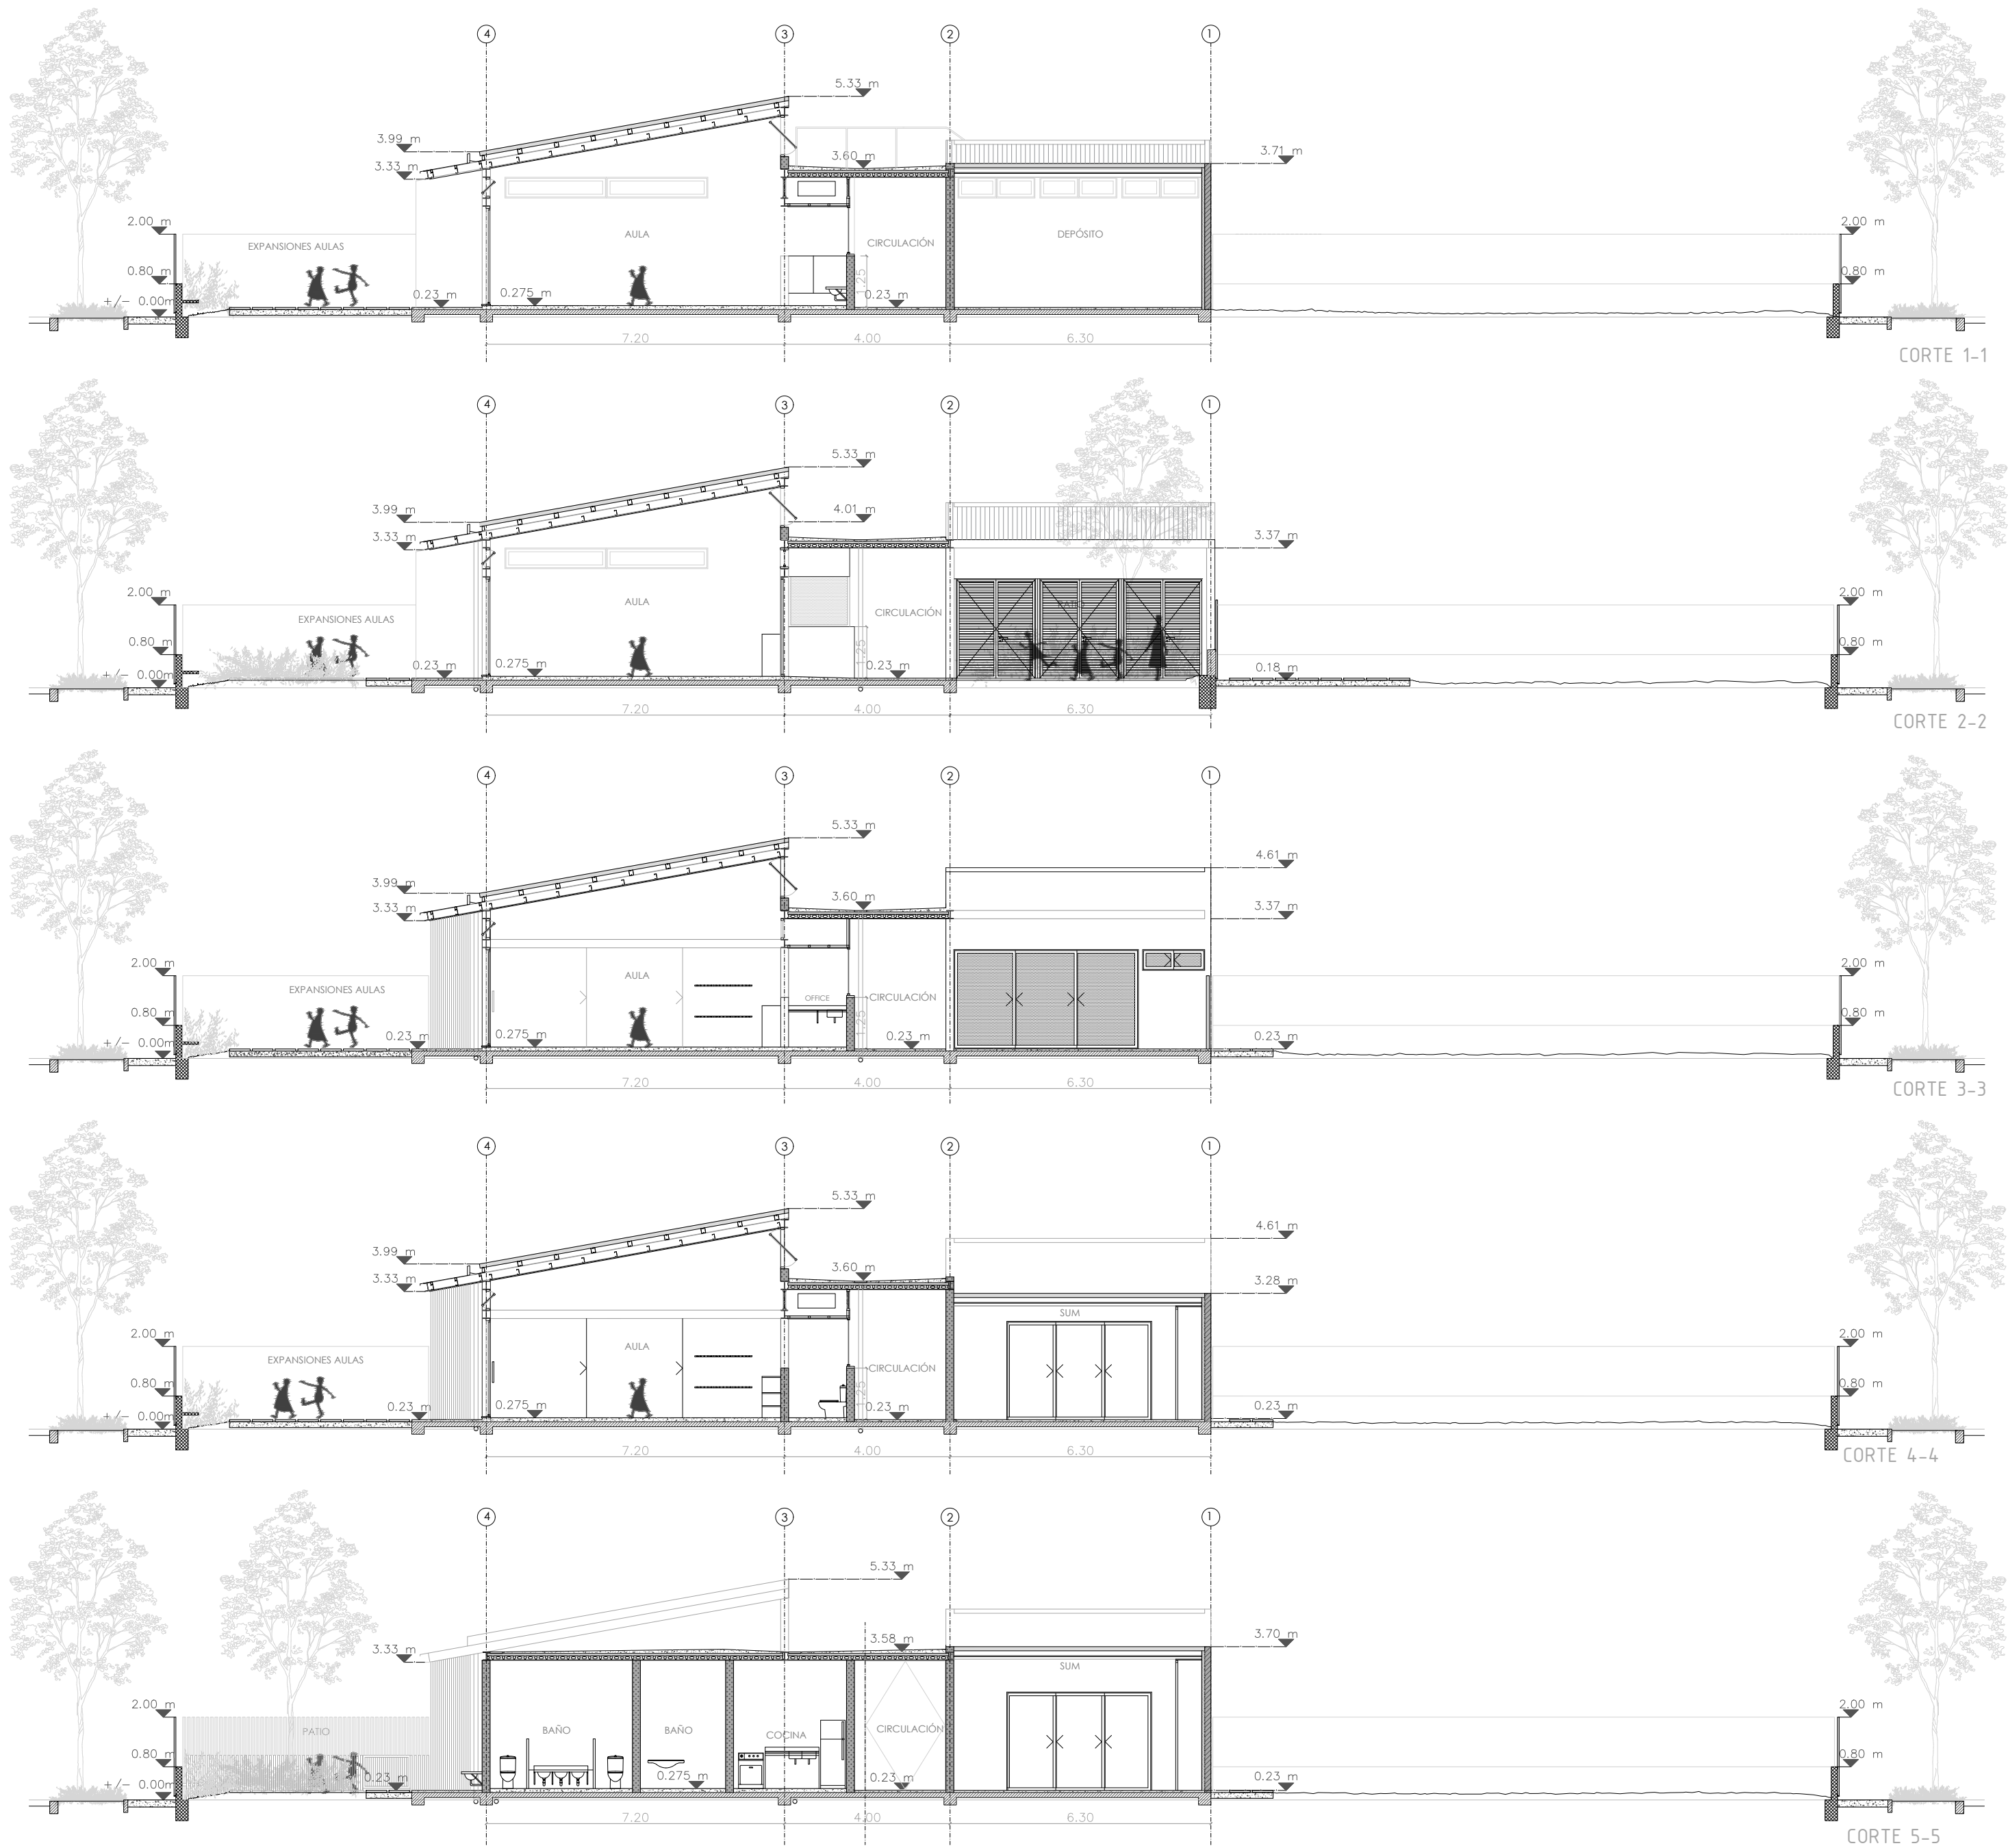 4 3 2 1
5.33 m
3.99 m
3.60 m
3.71 m
3.33 m
2.00 m
2.00 m
EXPANSIONES AULAS
AULA
CIRCULACIÓN
DEPÓSITO
0.80 m
0.80 m
1.25
+/- 0.00m
0.23 m
0.275 m
0.23 m
7.20
4.00
6.30
CORTE 1-1
4 3 2 1
5.33 m
3.99 m
4.01 m
3.33 m
3.37 m
2.00 m
2.00 m
EXPANSIONES AULAS
AULA
CIRCULACIÓN
PATIO
0.80 m
0.80 m
1.25
+/- 0.00m
0.23 m
0.275 m
0.23 m
0.18 m
7.20
4.00
6.30
CORTE 2-2
4 3 2 1
5.33 m
4.61 m
3.99 m
3.60 m
3.33 m
3.37 m
2.00 m
2.00 m
EXPANSIONES AULAS
AULA
OFFICE
CIRCULACIÓN
0.80 m
0.80 m
1.25
+/- 0.00m
0.23 m
0.275 m
0.23 m
0.23 m
7.20
4.00
6.30
CORTE 3-3
4 3 2 1
5.33 m
4.61 m
3.99 m
3.60 m
3.33 m
3.28 m
SUM
2.00 m
2.00 m
EXPANSIONES AULAS
AULA
CIRCULACIÓN
0.80 m
0.80 m
1.25
+/- 0.00m
0.23 m
0.275 m
0.23 m
0.23 m
7.20
4.00
6.30
CORTE 4-4
4 3 2 1
5.33 m
3.33 m
3.58 m
3.70 m
SUM
2.00 m
2.00 m
PATIO
BAÑO
BAÑO
COCINA
CIRCULACIÓN
0.80 m
0.80 m
+/- 0.00m
0.23 m
0.275 m
0.23 m
0.23 m
7.20
4.00
6.30
CORTE 5-5